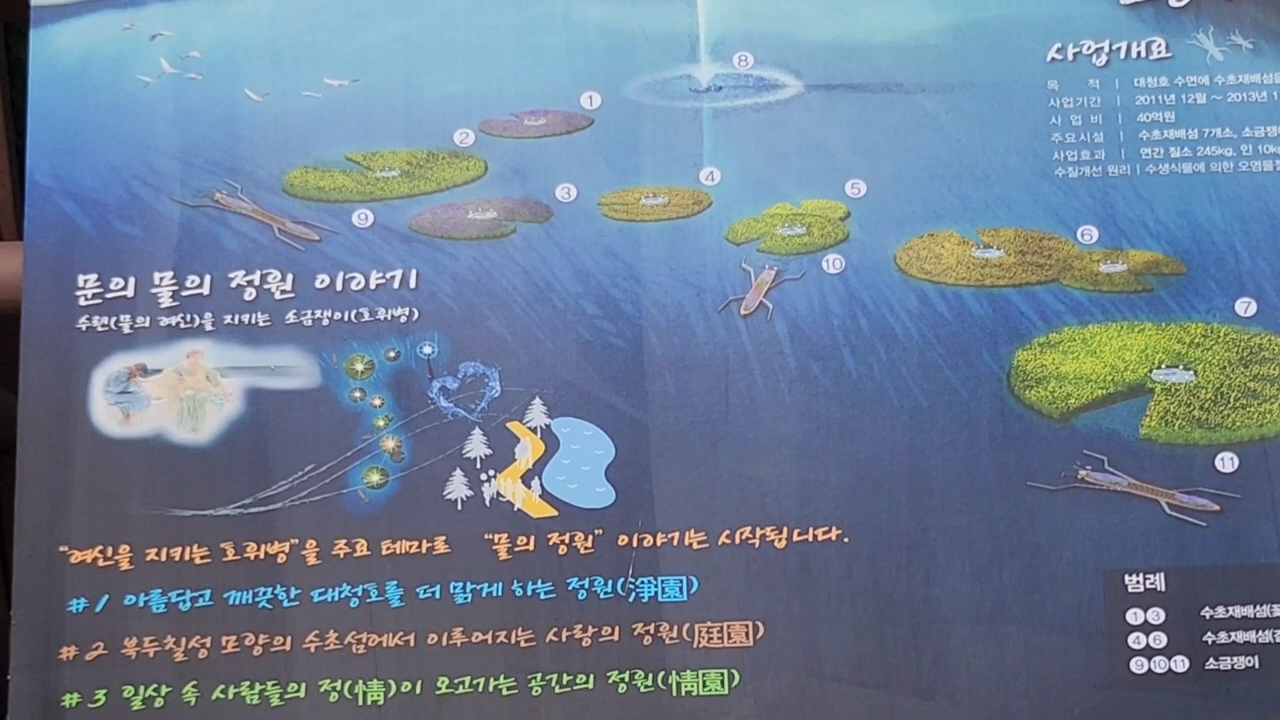 사업개요
목 적 | 대청호 수면에 수초재배섬을
사업기간 | 2011년 12월 ~ 2013년 1
사 업 비 | 40억원
주요시설 | 수초재배섬 7개소, 소금쟁이
사업효과 | 연간 질소 245kg, 인 10kg
수질개선 원리 | 수생식물에 의한 오염물질
8
1
2
3
4
5
9
10
6
7
11
문의 물의 정원 이야기
수련(물의 여신)을 지키는 소금쟁이(호위병)
"여신을 지키는 호위병"을 주요 테마로 "물의 정원" 이야기는 시작됩니다.
#1 아름답고 깨끗한 대청호를 더 맑게 하는 정원(淨園)
#2 북두칠성 모양의 수초섬에서 이루어지는 사랑의 정원(庭園)
#3 일상 속 사람들의 정(情)이 오고가는 공간의 정원(情園)
범례
1 3 수초재배섬(꽃
4 6 수초재배섬(갈
9 10 11 소금쟁이